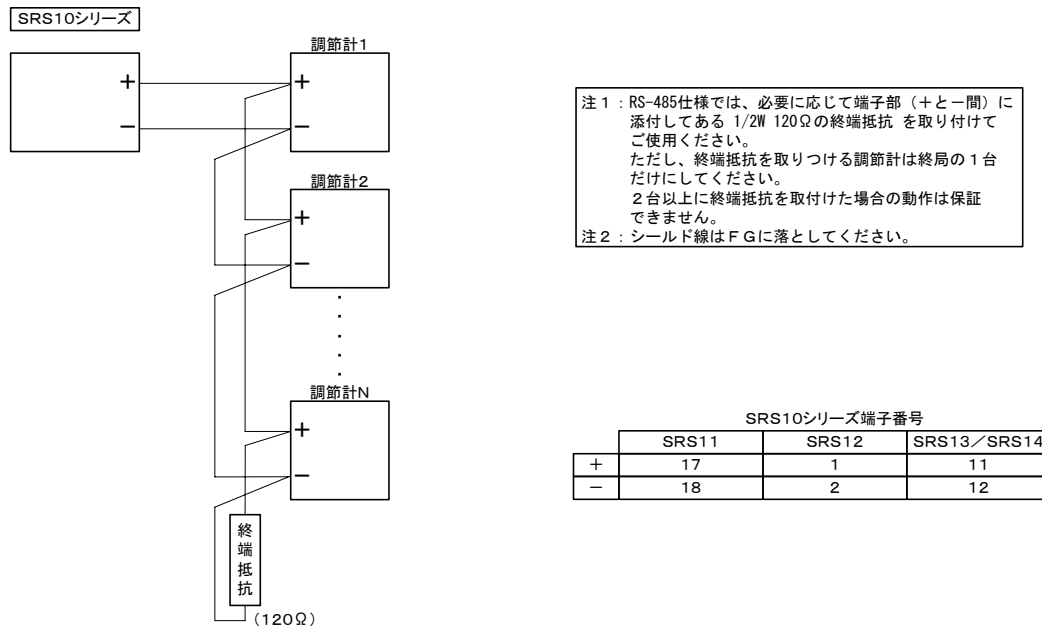 SRS10シリーズ
+
−
調節計1
+
−
調節計2
+
−
調節計N
+
−
終端抵抗
(120Ω)
注1：RS-485仕様では、必要に応じて端子部（＋と－間）に
添付してある 1/2W 120Ωの終端抵抗 を取り付けて
ご使用ください。
ただし、終端抵抗を取りつける調節計は終局の１台
だけにしてください。
２台以上に終端抵抗を取付けた場合の動作は保証
できません。
注2：シールド線はＦＧに落としてください。
SRS10シリーズ端子番号
SRS11 SRS12 SRS13／SRS14
+ 17 1 11
− 18 2 12